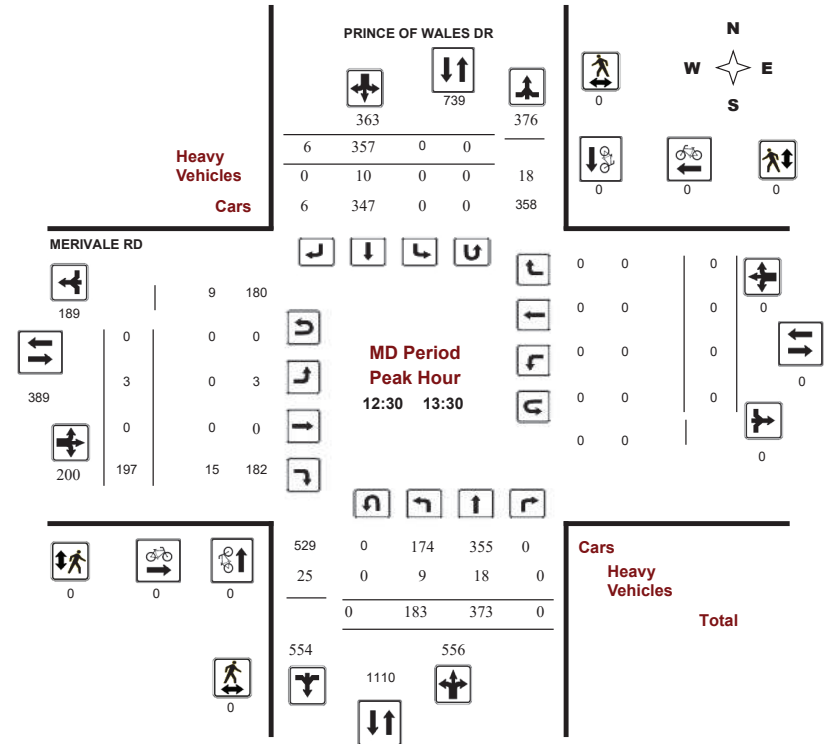 PRINCE OF WALES DR
N
W E
S
739
0
363 376
6 357 0 0
Heavy
Vehicles
0 10 0 0 18
Cars
6 347 0 0 358
0 0 0
MERIVALE RD
189
9 180
0 0 0
3 0 3
0 0 0
197 15 182
389
200
MD Period
Peak Hour
12:30 13:30
0 0 0
0 0 0
0 0 0
0 0 0
0 0
0
0
0
0 0 0
529 0 174 355 0
25 0 9 18 0
0 183 373 0
Cars
Heavy
Vehicles
Total
554 556
1110
0